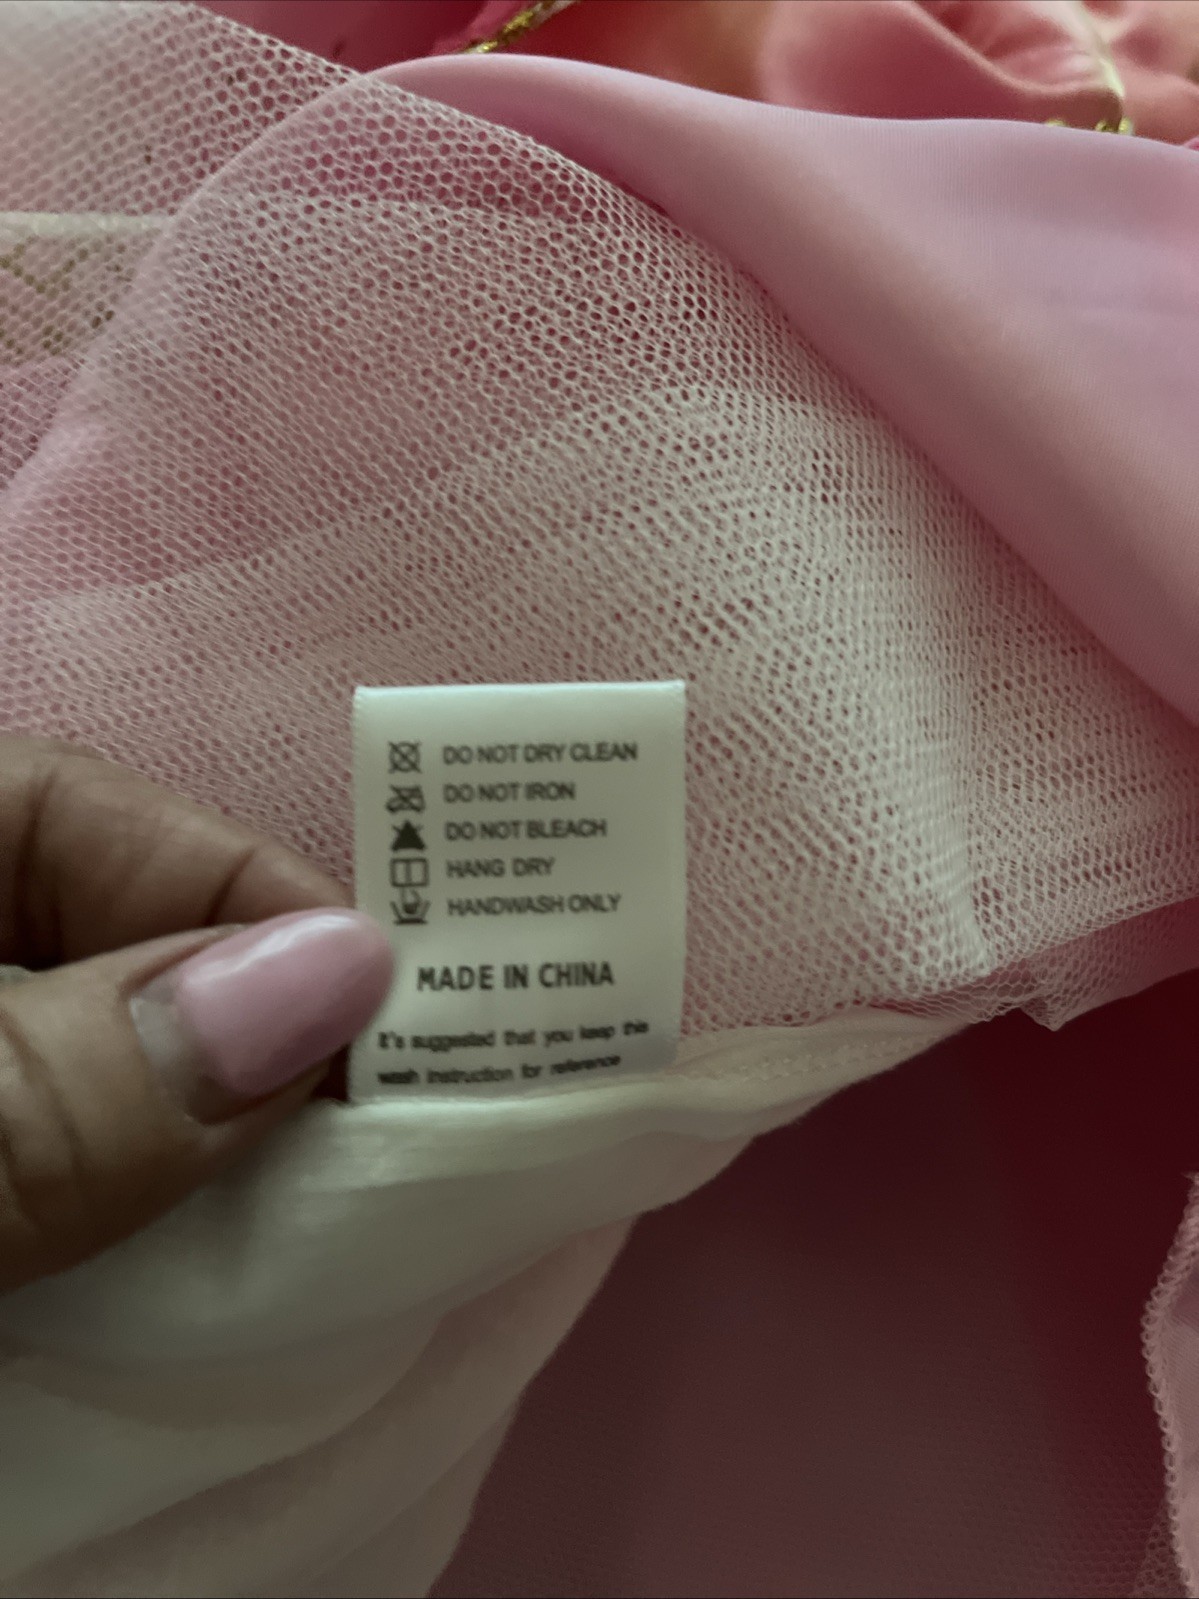 DO NOT DRY CLEAN
DO NOT IRON
DO NOT BLEACH
HANG DRY
HANDWASH ONLY
MADE IN CHINA
It's suggested that you keep this
wash instruction for reference